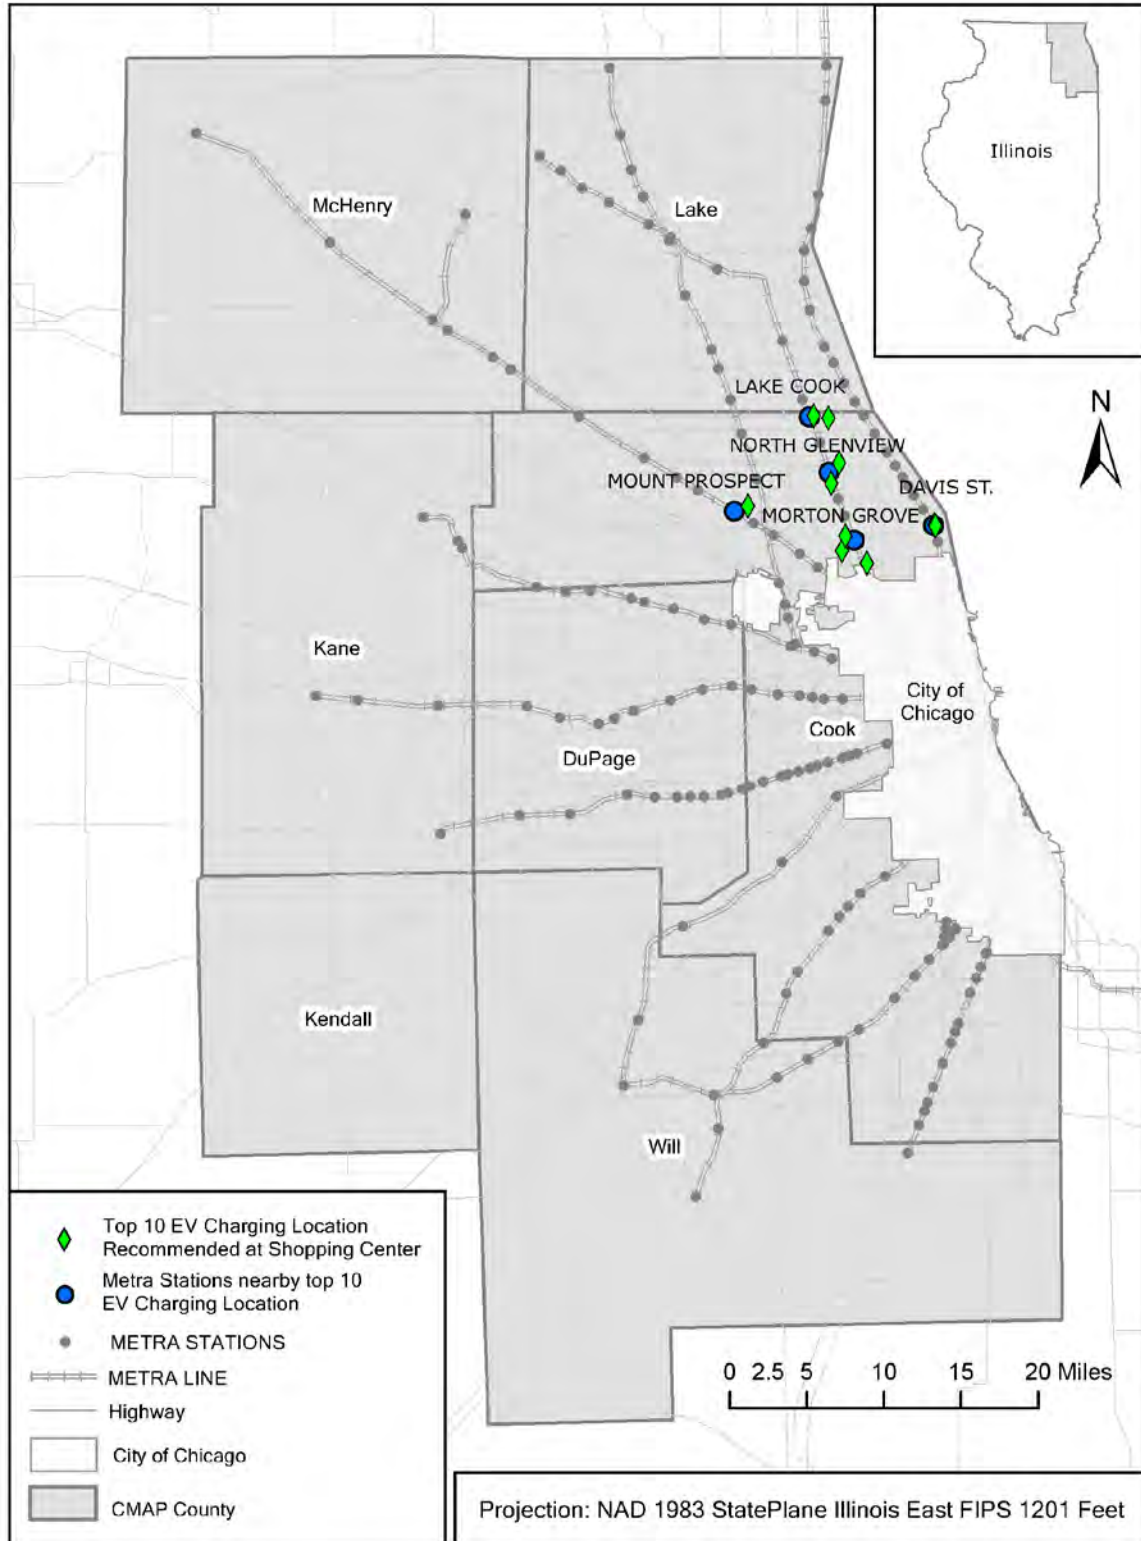 Illinois
McHenry
Lake
LAKE COOK
N
NORTH GLENVIEW
MOUNT PROSPECT
DAVIS ST.
MORTON GROVE
Kane
City of
Chicago
Cook
DuPage
Kendall
Will
Top 10 EV Charging Location
Recommended at Shopping Center
Metra Stations nearby top 10
EV Charging Location
METRA STATIONS
METRA LINE
Highway
City of Chicago
CMAP County
0 2.5 5 10 15 20 Miles
Projection: NAD 1983 StatePlane Illinois East FIPS 1201 Feet